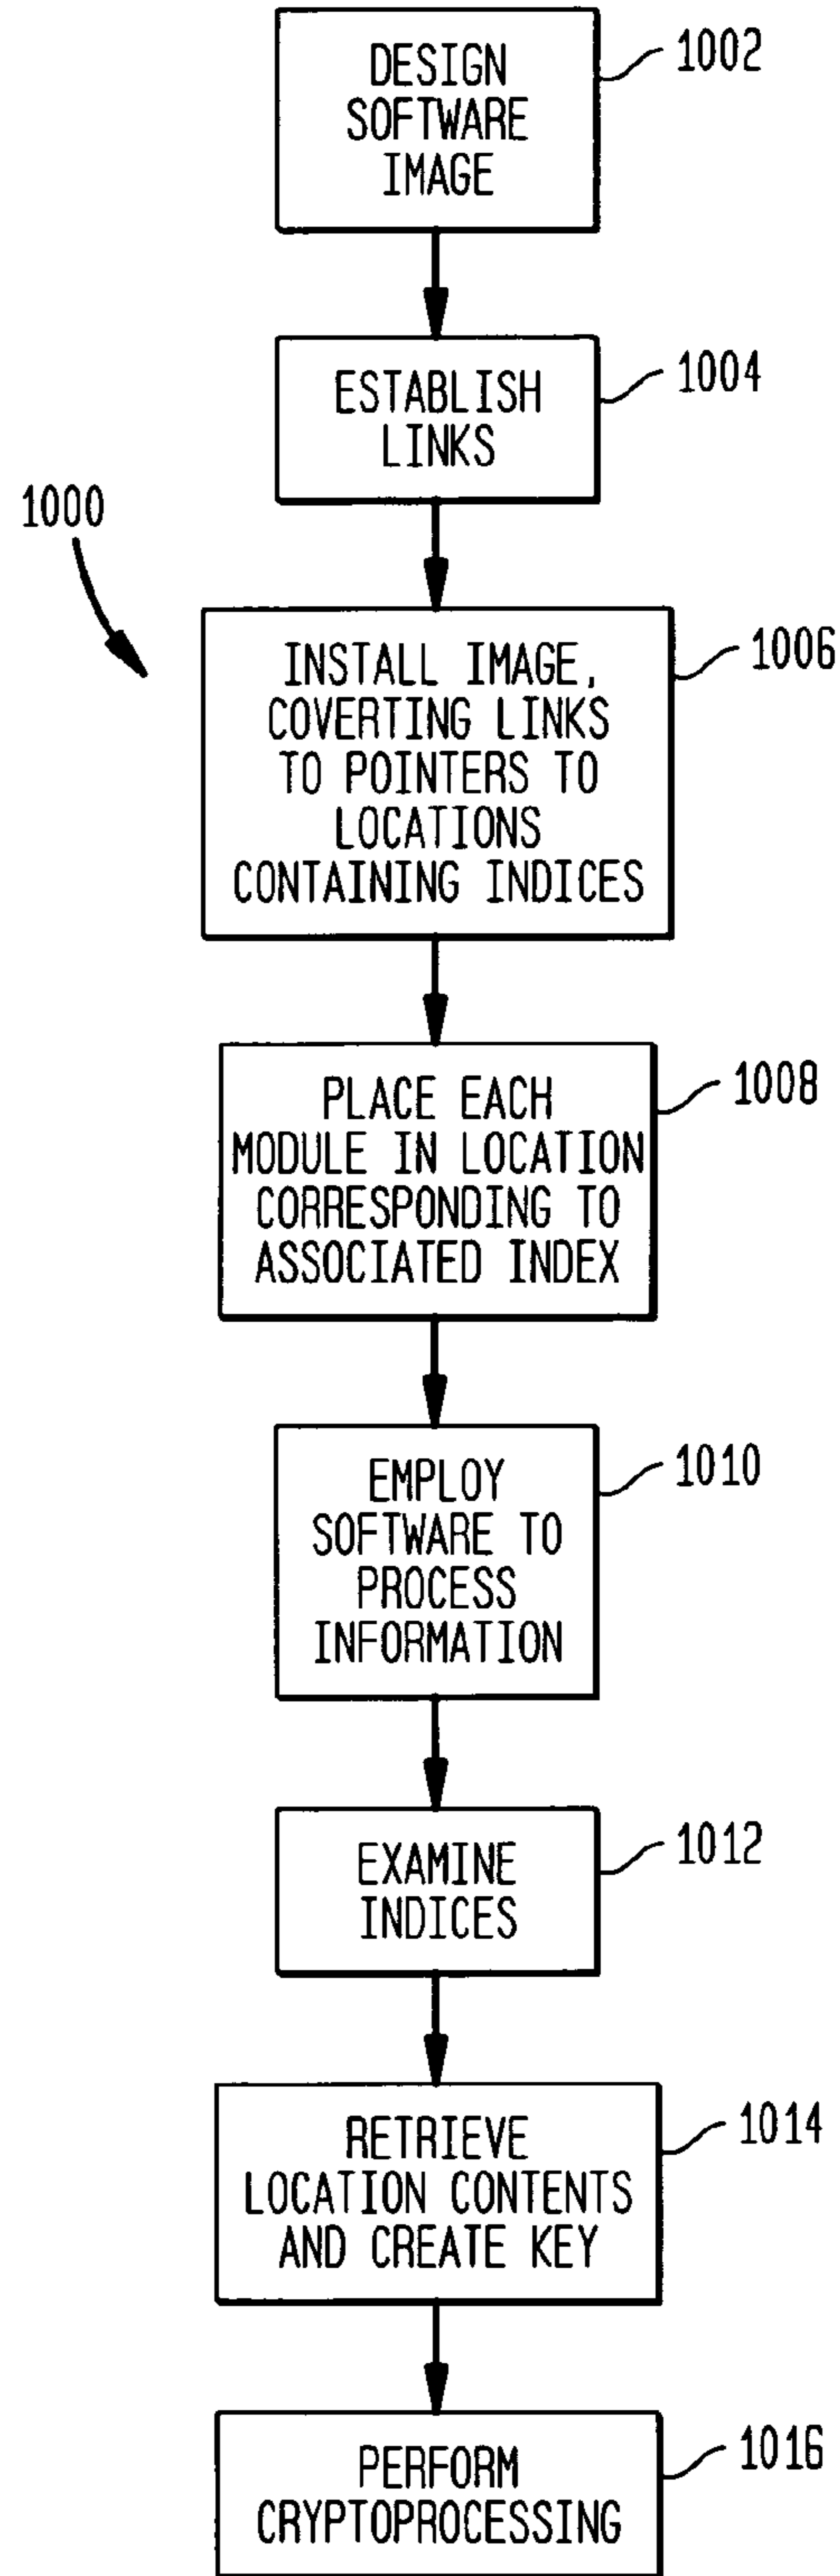 1002
DESIGN
SOFTWARE
IMAGE
1004
ESTABLISH
LINKS
1000
1006
INSTALL IMAGE,
COVERTING LINKS
TO POINTERS TO
LOCATIONS
CONTAINING INDICES
1008
PLACE EACH
MODULE IN LOCATION
CORRESPONDING TO
ASSOCIATED INDEX
1010
EMPLOY
SOFTWARE TO
PROCESS
INFORMATION
1012
EXAMINE
INDICES
1014
RETRIEVE
LOCATION CONTENTS
AND CREATE KEY
1016
PERFORM
CRYPTOPROCESSING